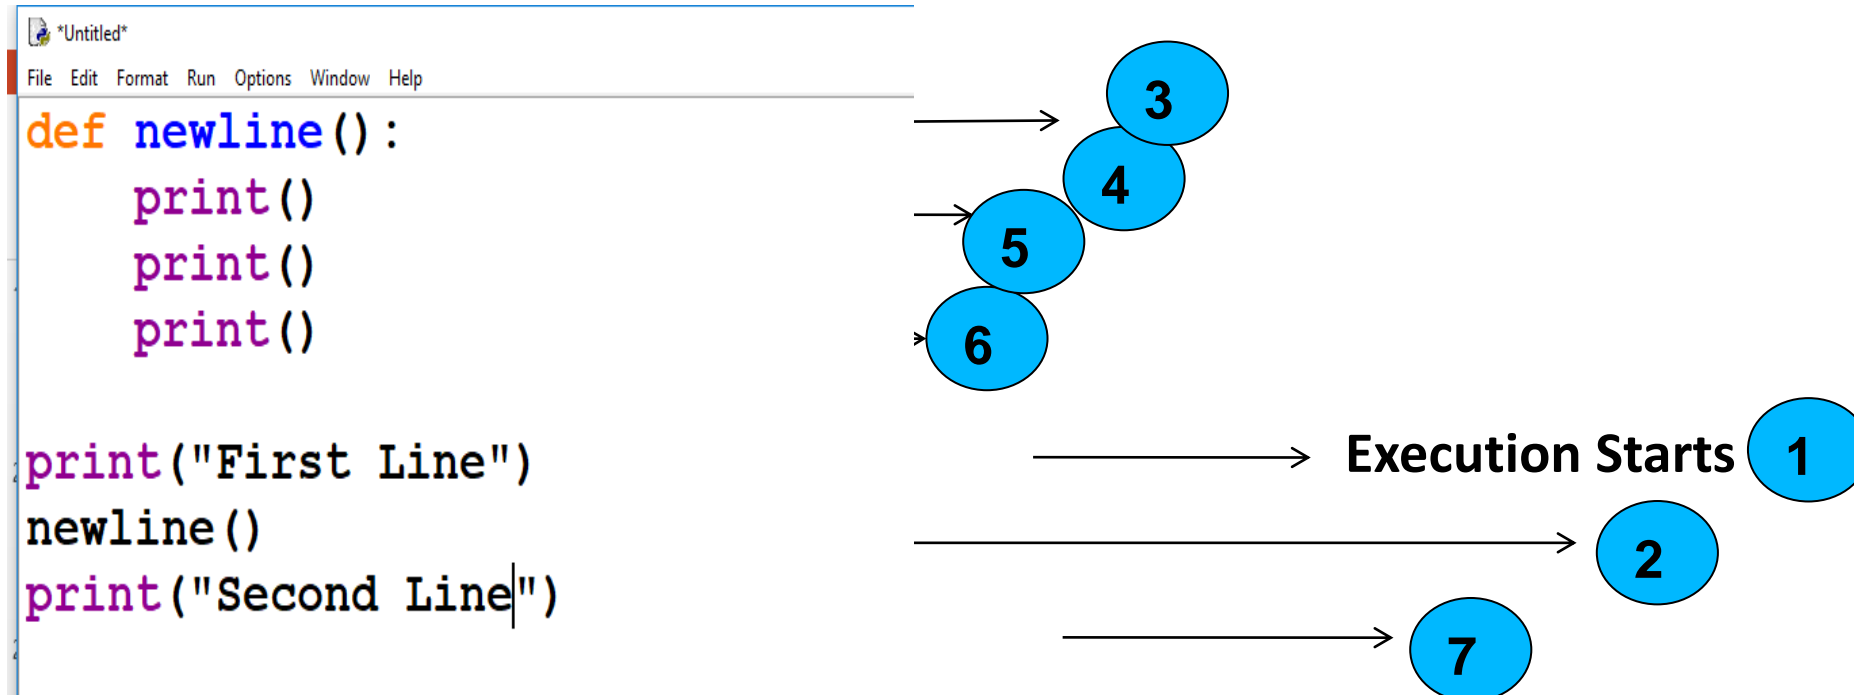 *Untitled*
File Edit Format Run Options Window Help
def newline():
    print()
    print()
    print()
print("First Line")
newline()
print("Second Line")
3
4
5
6
Execution Starts 1
2
7